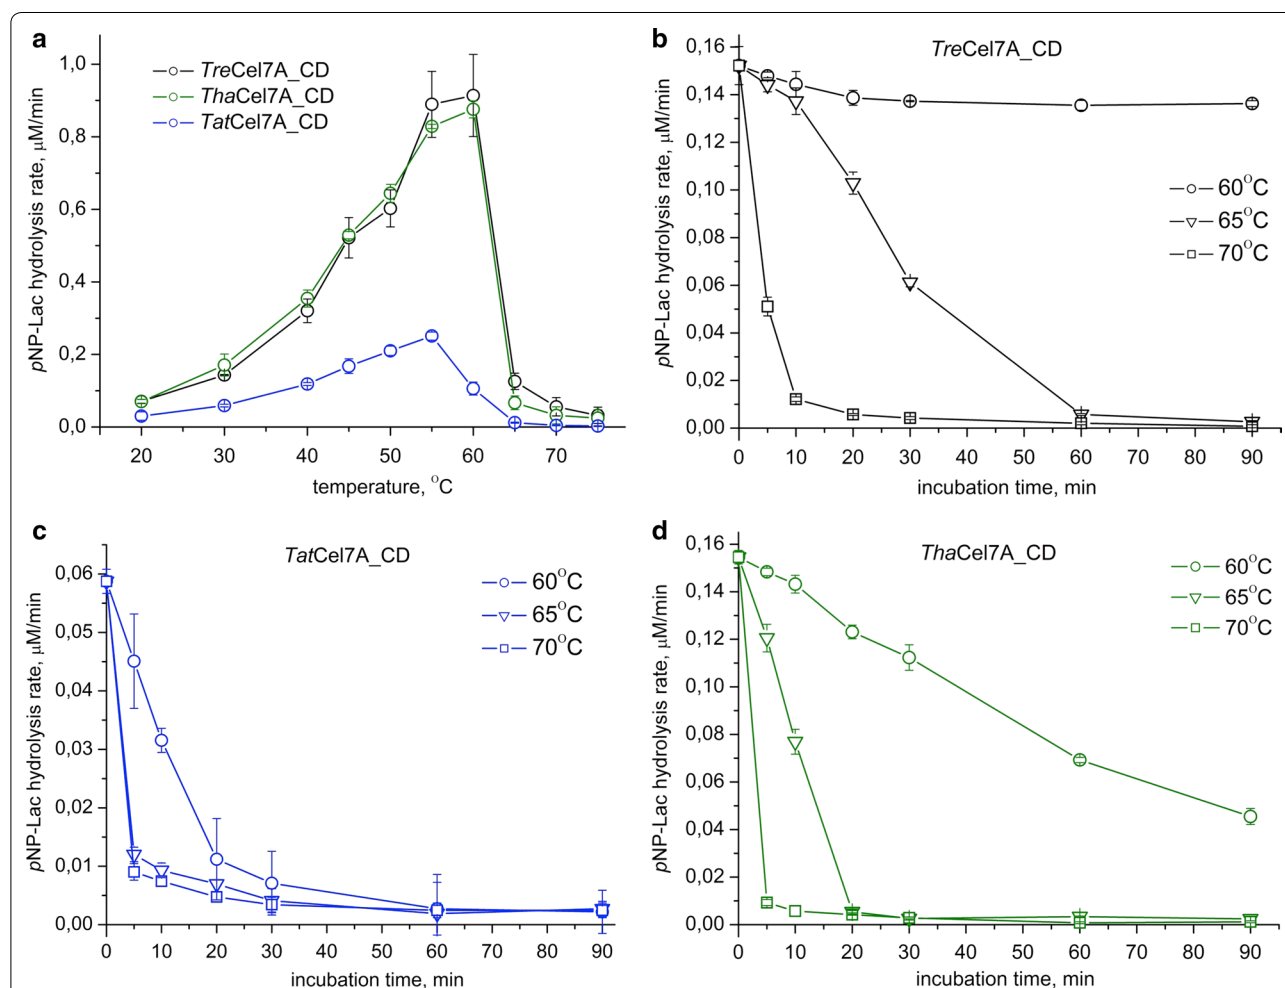 a
TreCel7A_CD
ThaCel7A_CD
TatCel7A_CD
pNP-Lac hydrolysis rate, µM/min
1,0
0,8
0,6
0,4
0,2
0,0
20 30 40 45 50 55 60 65 70 75
temperature, °C
b
TreCel7A_CD
60°C
65°C
70°C
pNP-Lac hydrolysis rate, µM/min
0,16
0,14
0,12
0,10
0,08
0,06
0,04
0,02
0,00
0 10 20 30 40 50 60 70 80 90
incubation time, min
c
TatCel7A_CD
60°C
65°C
70°C
pNP-Lac hydrolysis rate, µM/min
0,06
0,05
0,04
0,03
0,02
0,01
0,00
0 10 20 30 40 50 60 70 80 90
incubation time, min
d
ThaCel7A_CD
60°C
65°C
70°C
pNP-Lac hydrolysis rate, µM/min
0,16
0,14
0,12
0,10
0,08
0,06
0,04
0,02
0,00
0 10 20 30 40 50 60 70 80 90
incubation time, min